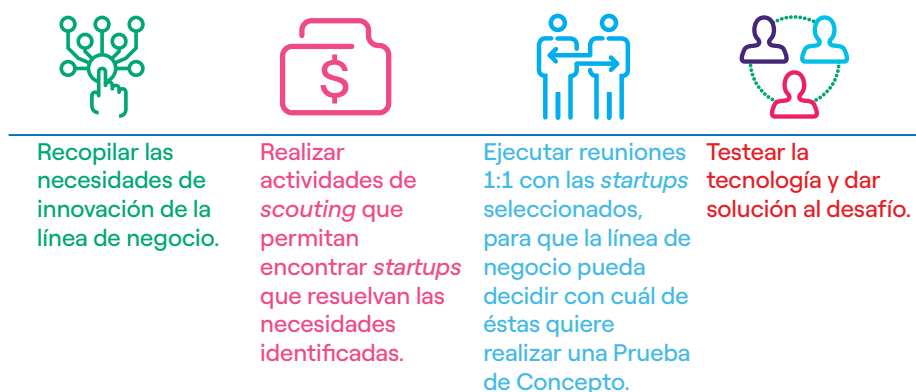 $
Recopilar las
necesidades de
innovación de la
línea de negocio.
Realizar
actividades de
scouting que
permitan
encontrar startups
que resuelvan las
necesidades
identificadas.
Ejecutar reuniones
1:1 con las startups
seleccionados,
para que la línea de
negocio pueda
decidir con cuál de
éstas quiere
realizar una Prueba
de Concepto.
Testear la
tecnología y dar
solución al desafío.